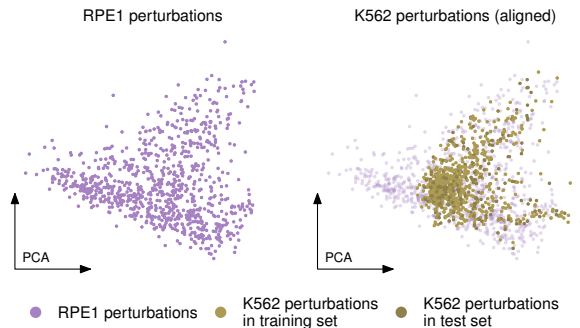 RPE1 perturbations
K562 perturbations (aligned)
PCA
PCA
RPE1 perturbations
K562 perturbations
in training set
K562 perturbations
in test set